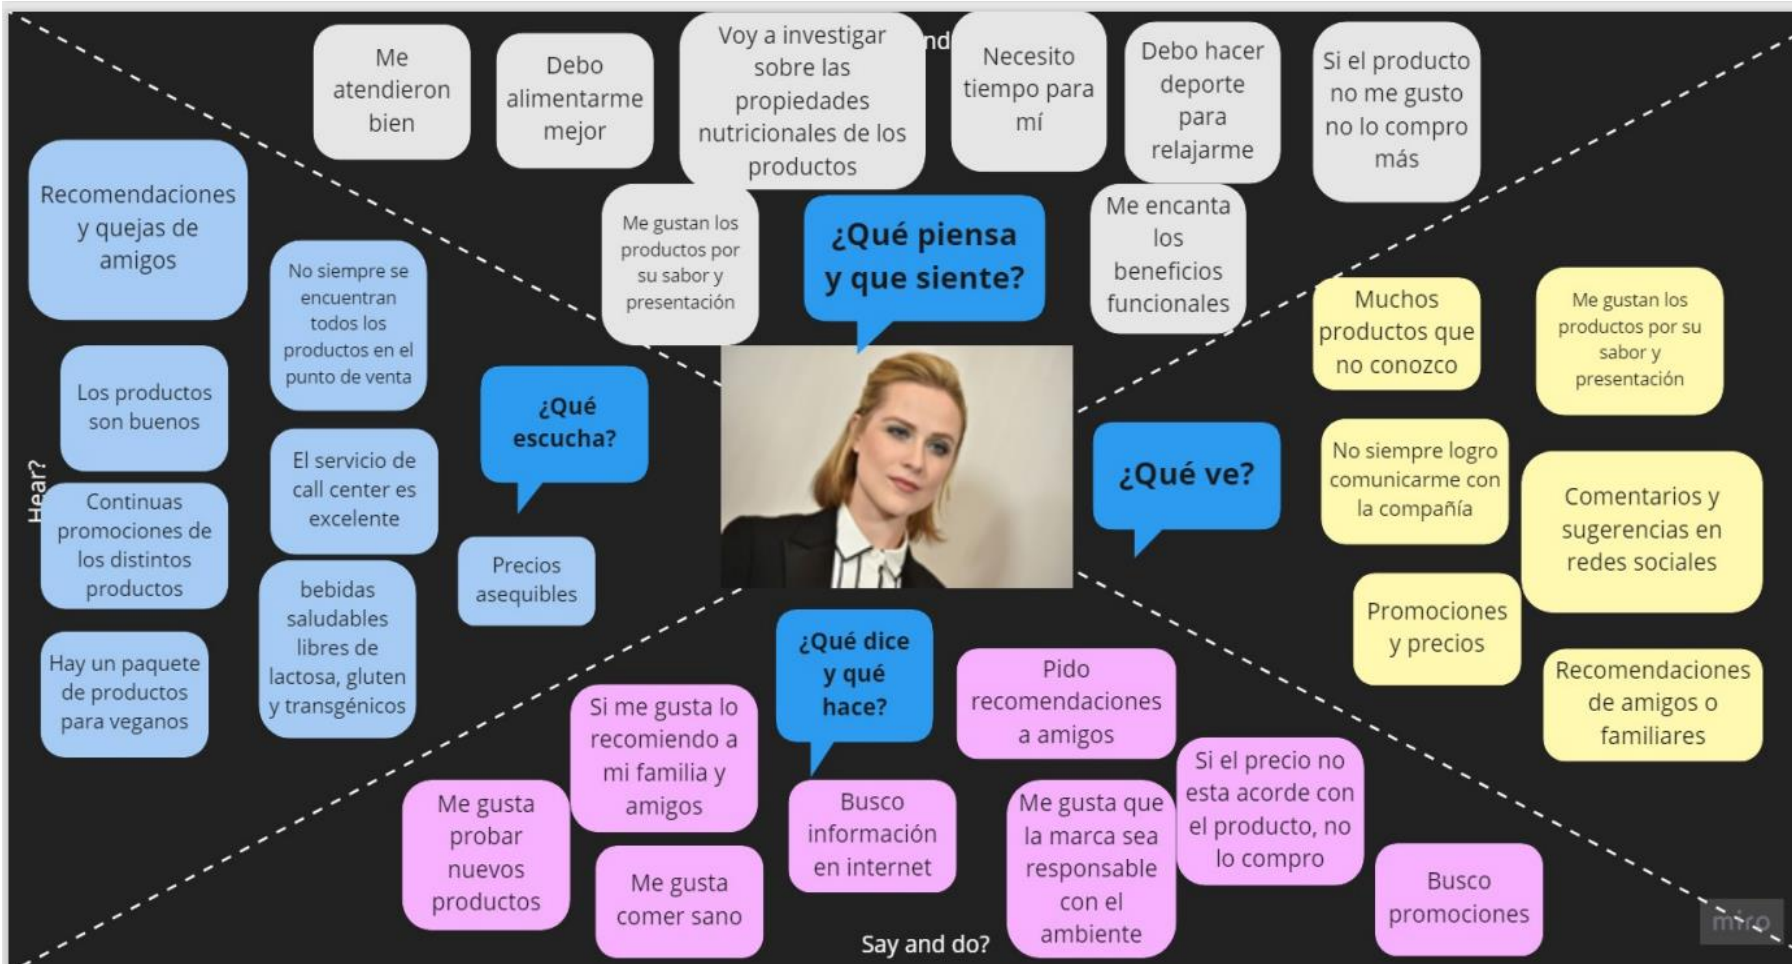 nd
Me
atendieron
bien
Debo
alimentarme
mejor
Voy a investigar
sobre las
propiedades
nutricionales de los
productos
Necesito
tiempo para
mí
Debo hacer
deporte
para
relajarme
Si el producto
no me gusto
no lo compro
más
Me gustan los
productos por
su sabor y
presentación
¿Qué piensa
y que siente?
Me encanta
los
beneficios
funcionales
Recomendaciones
y quejas de
amigos
No siempre se
encuentran
todos los
productos en el
punto de venta
Los productos
son buenos
¿Qué
escucha?
El servicio de
call center es
excelente
Hear?
Continuas
promociones de
los distintos
productos
Precios
asequibles
bebidas
saludables
libres de
lactosa, gluten
y transgénicos
Hay un paquete
de productos
para veganos
Muchos
productos que
no conozco
Me gustan los
productos por su
sabor y
presentación
¿Qué ve?
No siempre logro
comunicarme con
la compañía
Comentarios y
sugerencias en
redes sociales
Promociones
y precios
Recomendaciones
de amigos o
familiares
¿Qué dice
y qué
hace?
Pido
recomendaciones
a amigos
Si me gusta lo
recomiendo a
mi familia y
amigos
Me gusta
probar
nuevos
productos
Me gusta
comer sano
Busco
información
en internet
Me gusta que
la marca sea
responsable
con el
ambiente
Si el precio no
esta acorde con
el producto, no
lo compro
Busco
promociones
Say and do?
miro